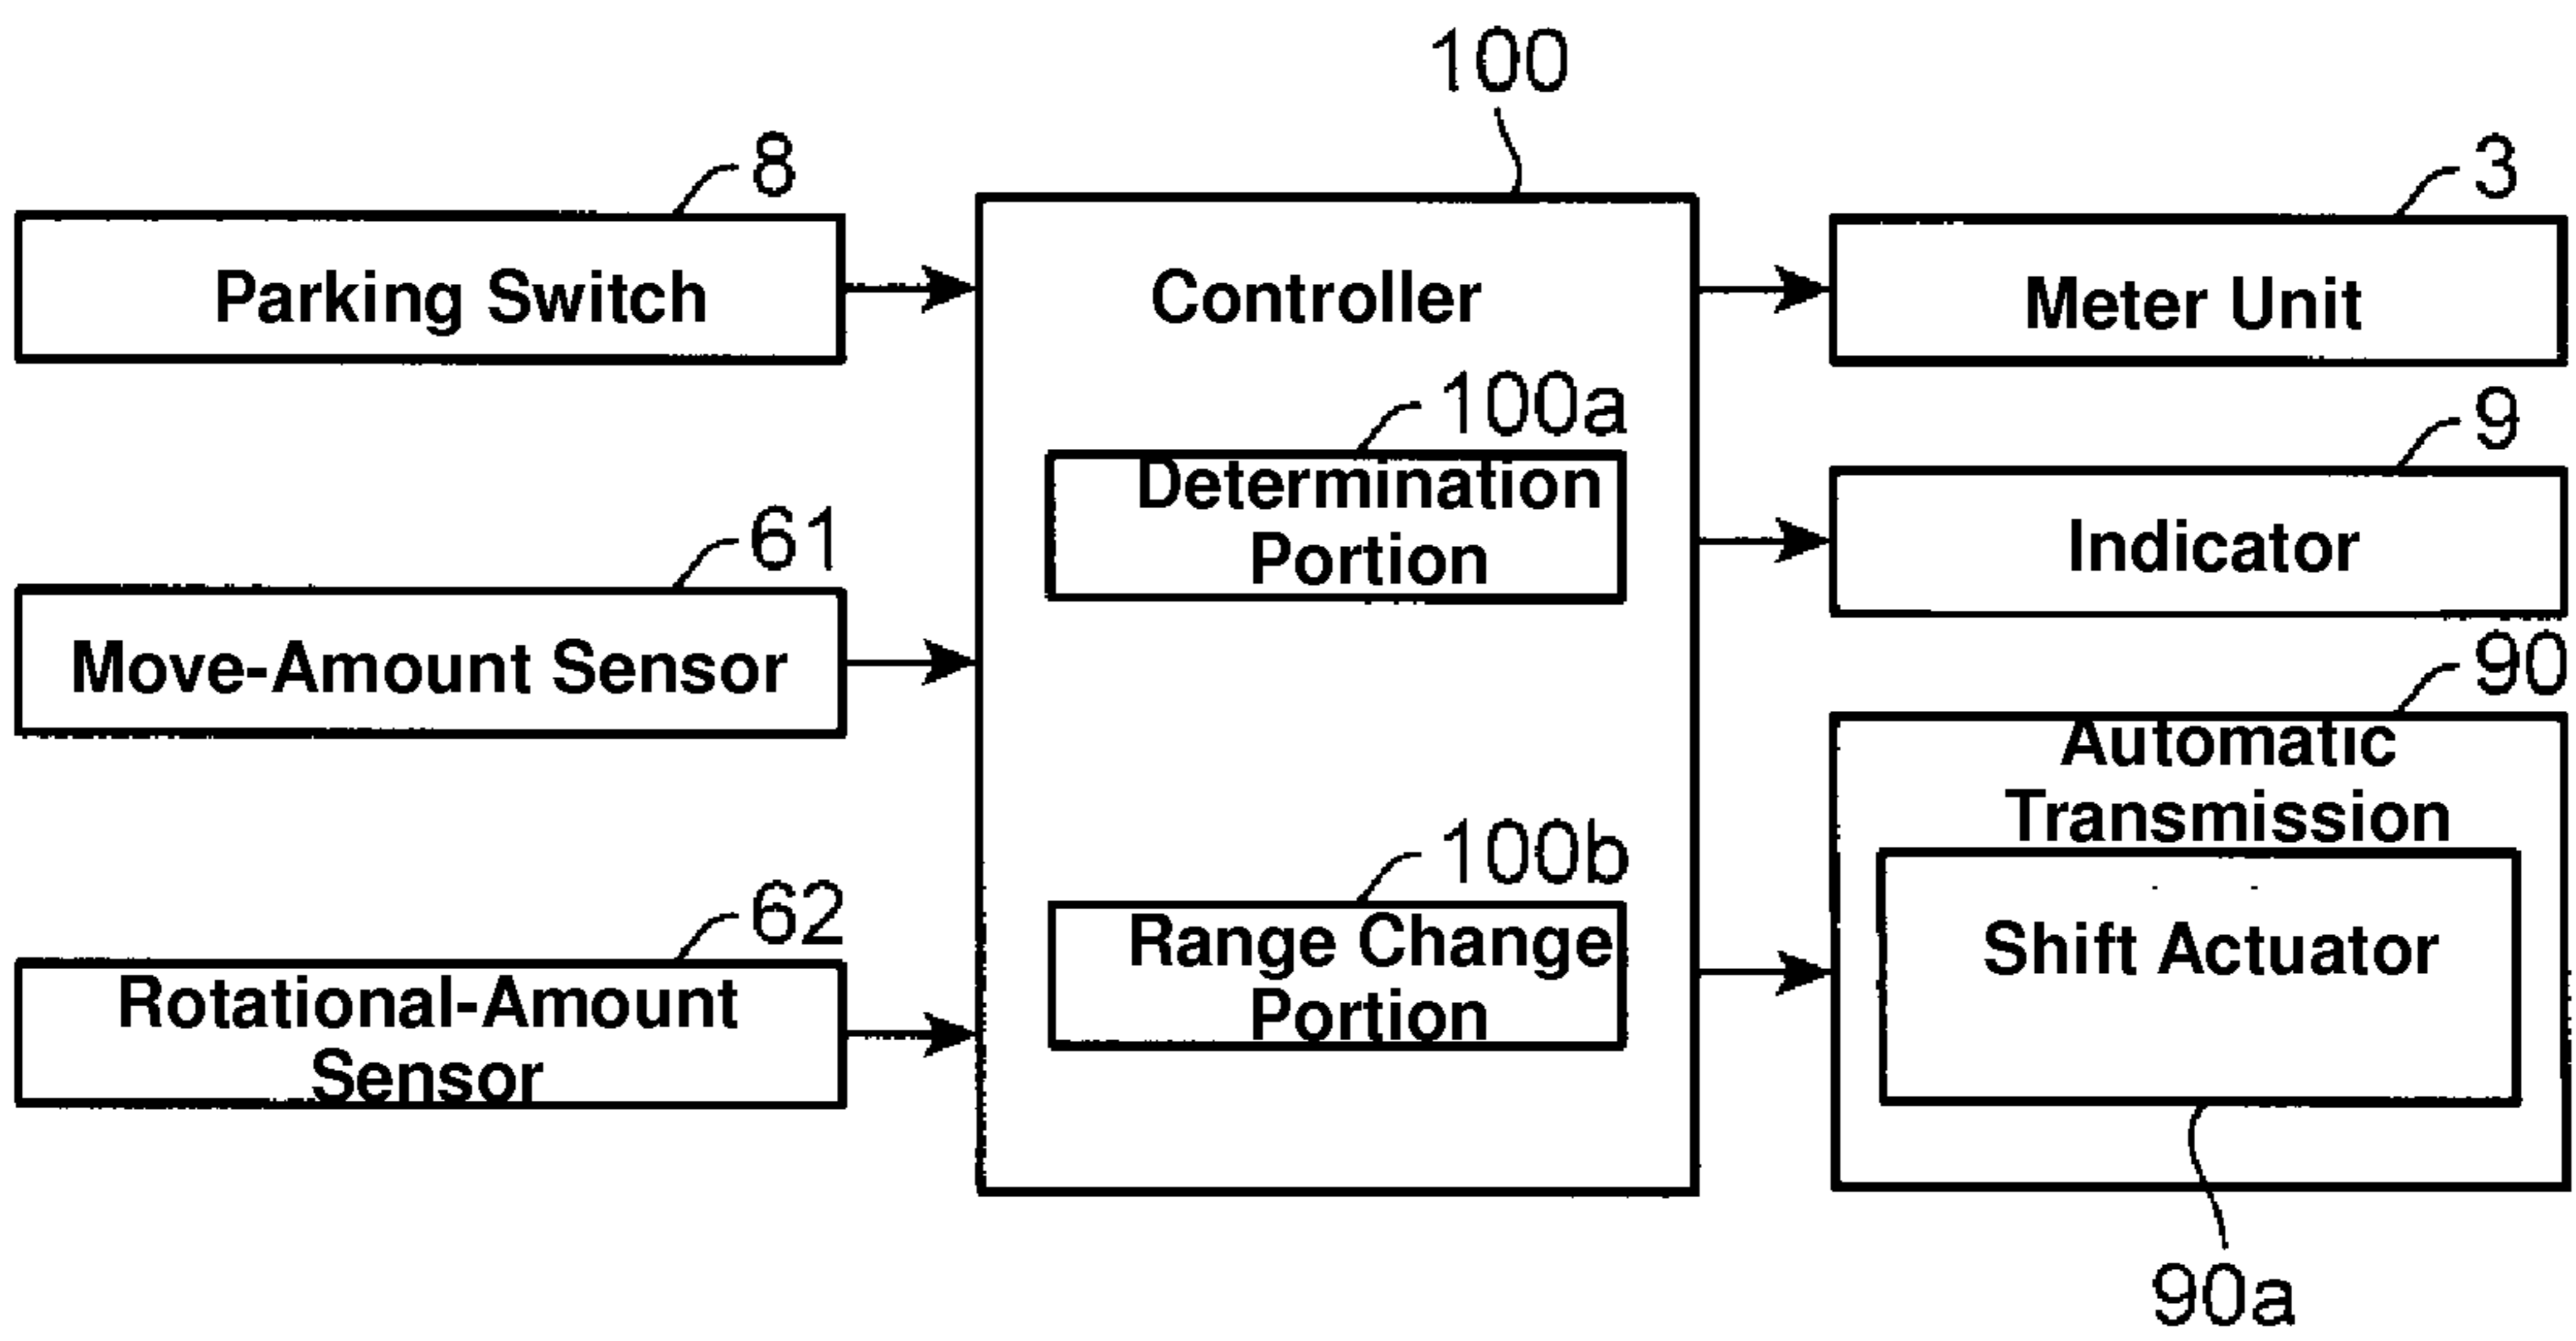 100
8
3
Parking Switch
Controller
Meter Unit
100a
9
Determination
Portion
Indicator
61
Move-Amount Sensor
90
Automatic
Transmission
100b
62
Range Change
Portion
Shift Actuator
Rotational-Amount
Sensor
90a